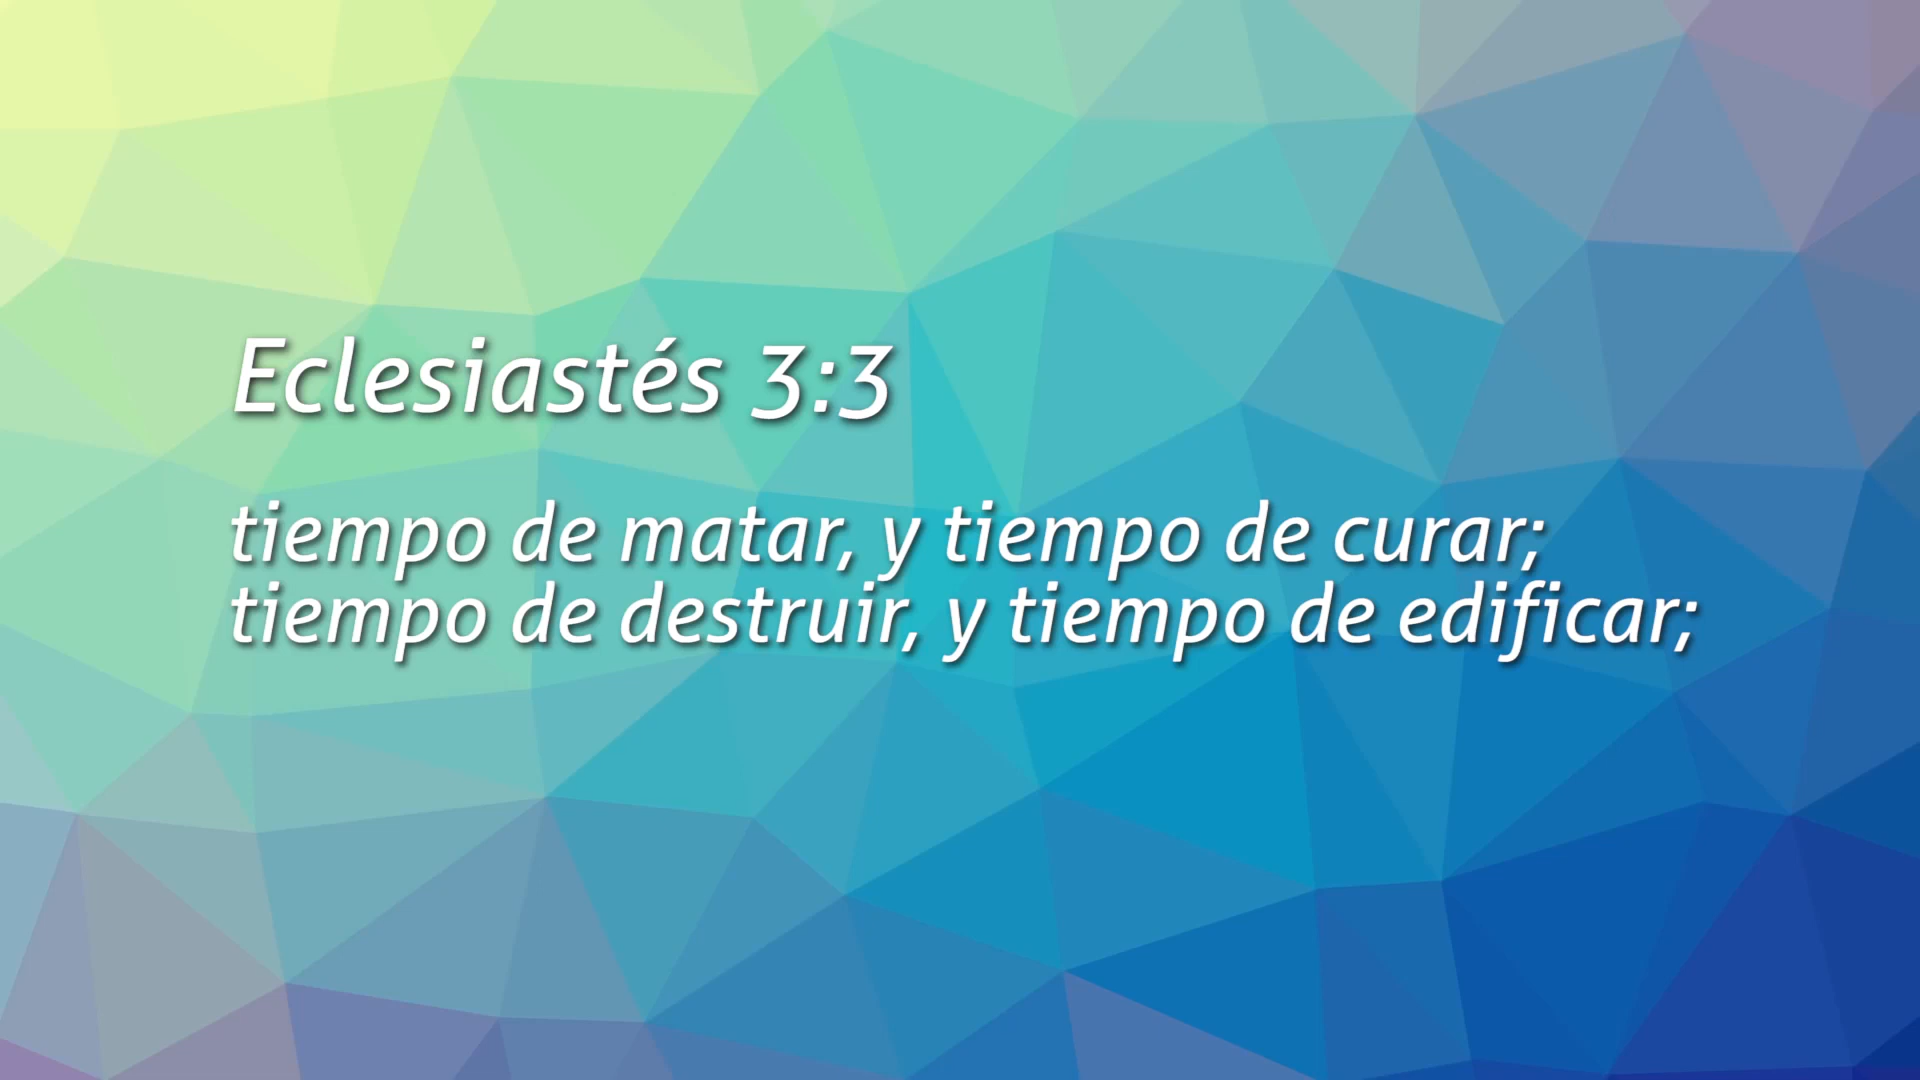 Eclesiastés 3:3
tiempo de matar, y tiempo de curar;
tiempo de destruir, y tiempo de edificar;